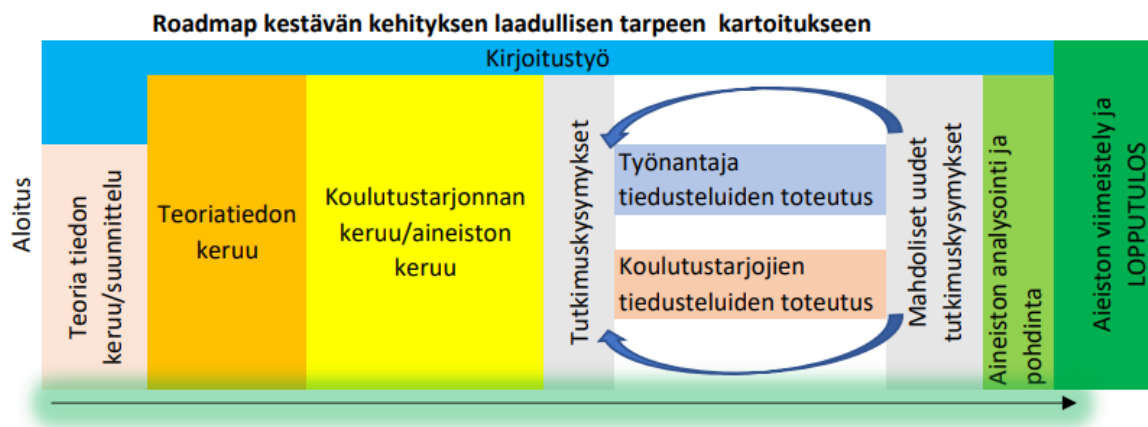 Roadmap kestävän kehityksen laadullisen tarpeen kartoitukseen
Kirjoitustyö
Aloitus
Teoria tiedon
keruu/suunnittelu
Teoriatiedon
keruu
Koulutustarjonnan
keruu/aineiston
keruu
Tutkimuskysymykset
Työnantaja
tiedusteluiden toteutus
Koulutustarjojien
tiedusteluiden toteutus
Mahdoliset uudet
tutkimuskysymykset
Aineiston analysointi ja
pohdinta
Aieiston viimeistely ja
LOPPUTULOS